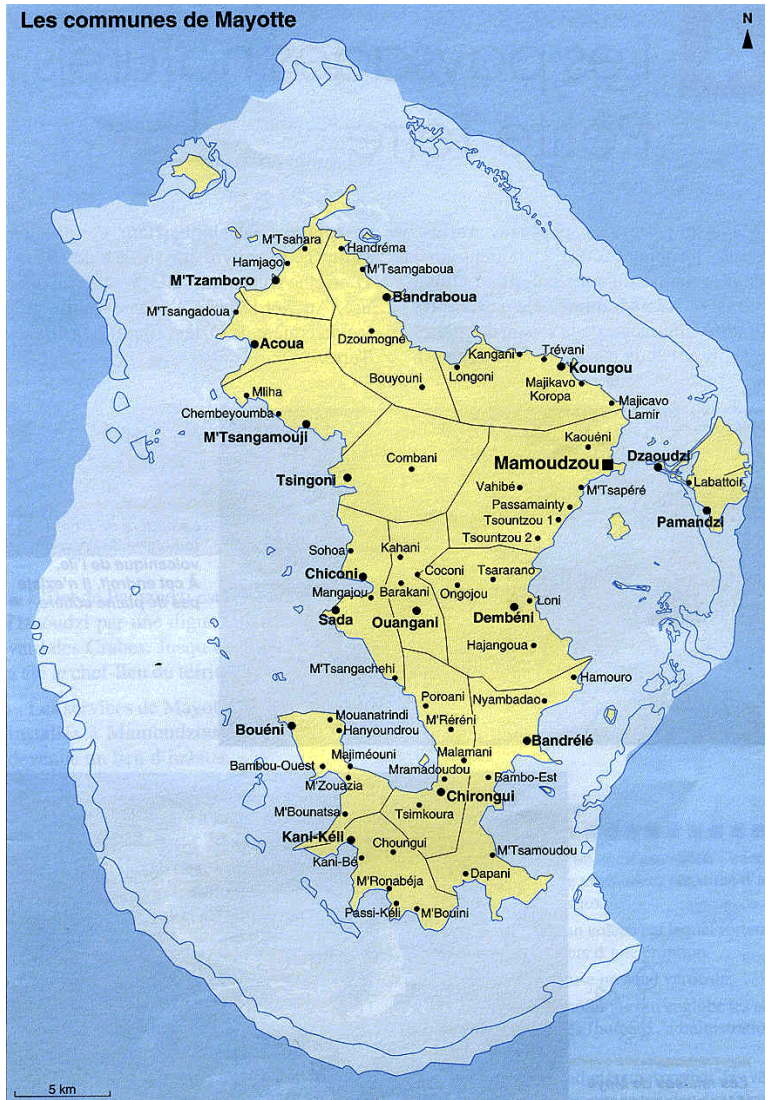 Les communes de Mayotte
N
M'Tsahara
Handréma
Hamjago
M'Tsamgaboua
M'Tzamboro
Bandraboua
M'Tsangadoua
Dzoumogné
Acoua
Kangani
Trévani
Longoni
Koungou
Bouyouni
Majikavo
Koropa
Mliha
Majicavo
Lamir
Chembeyoumba
M'Tsangamouji
Kaouéni
Combani
Mamoudzou
Dzaoudzi
Tsingoni
Vahibé
M'Tsapéré
Labattoir
Passamainty
Tsountzou 1
Pamandzi
Tsountzou 2
Sohoa
Kahani
Chiconi
Coconi
Tsararano
Mangajou
Barakani
Ongojou
Loni
Sada
Ouangani
Dembéni
Hajangoua
M'Tsangachehi
Hamouro
Poroani
Nyambadao
Mouanatrindi
M'Réréni
Bouéni
Hanyoundrou
Bandrélé
Majiméouni
Malamani
Bambou-Ouest
Mramadoudou
Bambo-Est
M'Zouazia
Chirongui
M'Bounatsa
Tsimkoura
Kani-Kéli
Choungui
Kani-Bé
M'Tsamoudou
M'Ronabéja
Dapani
Passi-Kéli
M'Bouini
5 km